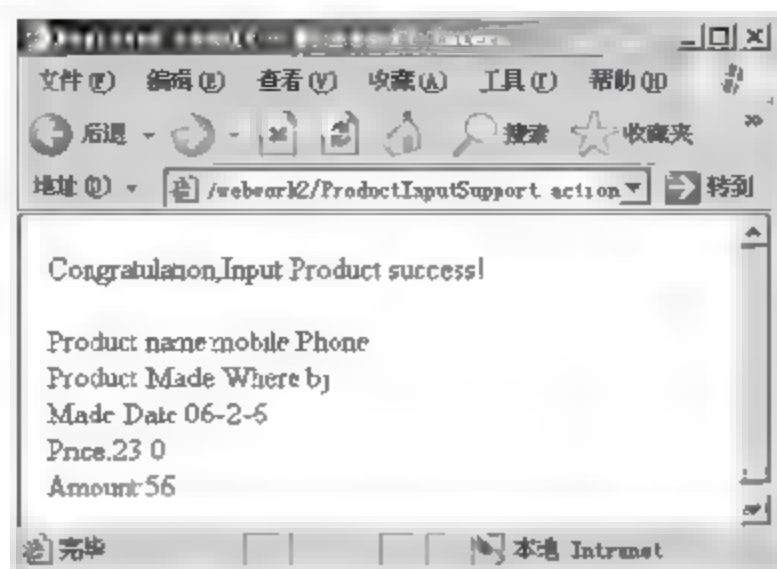 文件(F) 编辑(E) 查看(V) 收藏(A) 工具(T) 帮助(H)
后退 搜索 收藏夹
地址(D) /webwork2/ProductInputSupport.action 转到
Congratulation,Input Product success!
Product name:mobile Phone
Product Made Where:bj
Made Date:06-2-6
Price:23.0
Amount:56
完毕 本地 Intranet